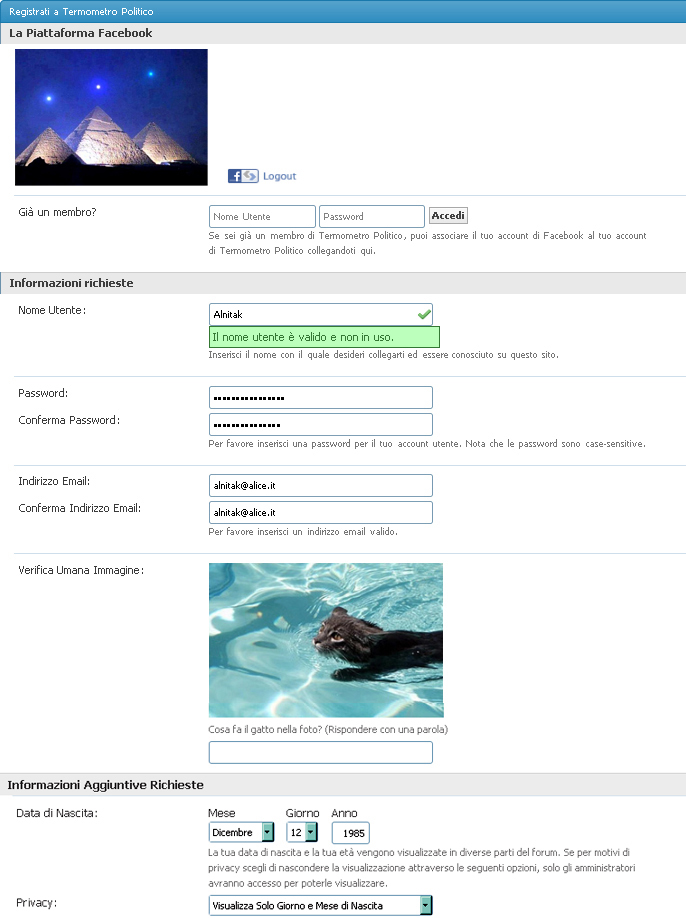 Registrati a Termometro Politico
La Piattaforma Facebook
Logout
Già un membro?
Nome Utente Password Accedi
Se sei già un membro di Termometro Politico, puoi associare il tuo account di Facebook al tuo account
di Termometro Politico collegandoti qui.
Informazioni richieste
Nome Utente:
Alnitak
Il nome utente è valido e non in uso.
Inserisci il nome con il quale desideri collegarti ed essere conosciuto su questo sito.
Password:
Conferma Password:
Per favore inserisci una password per il tuo account utente. Nota che le password sono case-sensitive.
Indirizzo Email:
alnitak@alice.it
Conferma Indirizzo Email:
alnitak@alice.it
Per favore inserisci un indirizzo email valido.
Verifica Umana Immagine:
Cosa fa il gatto nella foto? (Rispondere con una parola)
Informazioni Aggiuntive Richieste
Data di Nascita:
Mese Giorno Anno
Dicembre 12 1985
La tua data di nascita e la tua età vengono visualizzate in diverse parti del forum. Se per motivi di
privacy scegli di nascondere la visualizzazione attraverso le seguenti opzioni, solo gli amministratori
avranno accesso per poterle visualizzare.
Privacy:
Visualizza Solo Giorno e Mese di Nascita